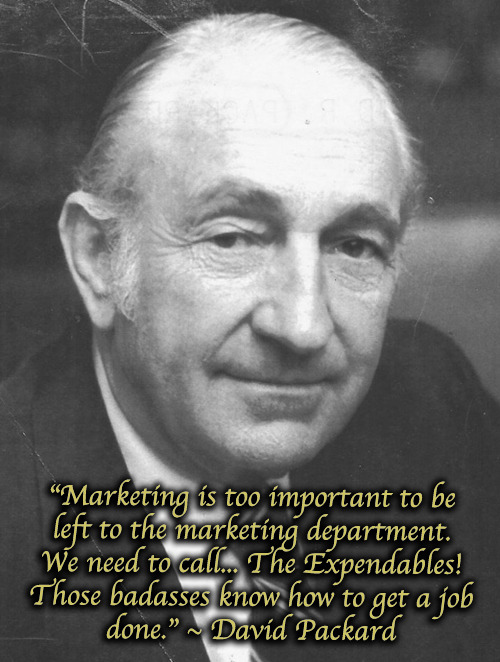 “Marketing is too important to be
left to the marketing department.
We need to call... The Expendables!
Those badasses know how to get a job
done.” ~ David Packard